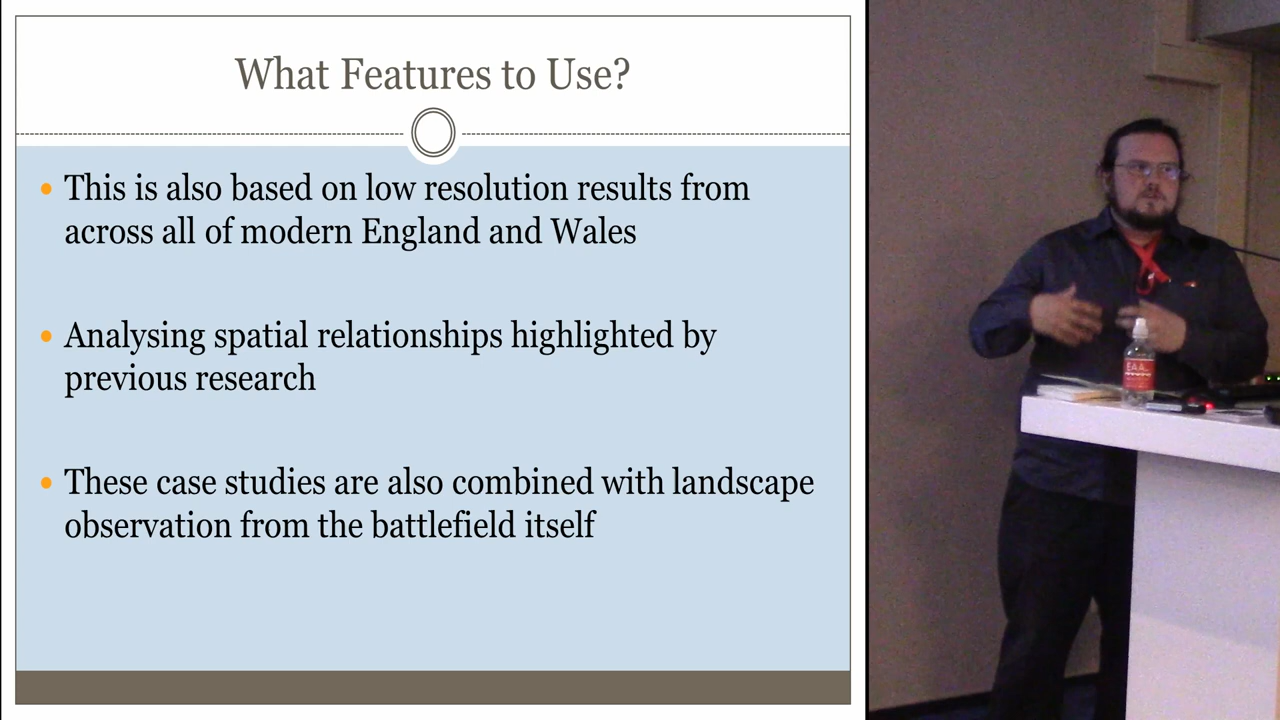 What Features to Use?
This is also based on low resolution results from
across all of modern England and Wales
Analysing spatial relationships highlighted by
previous research
These case studies are also combined with landscape
observation from the battlefield itself
EAA